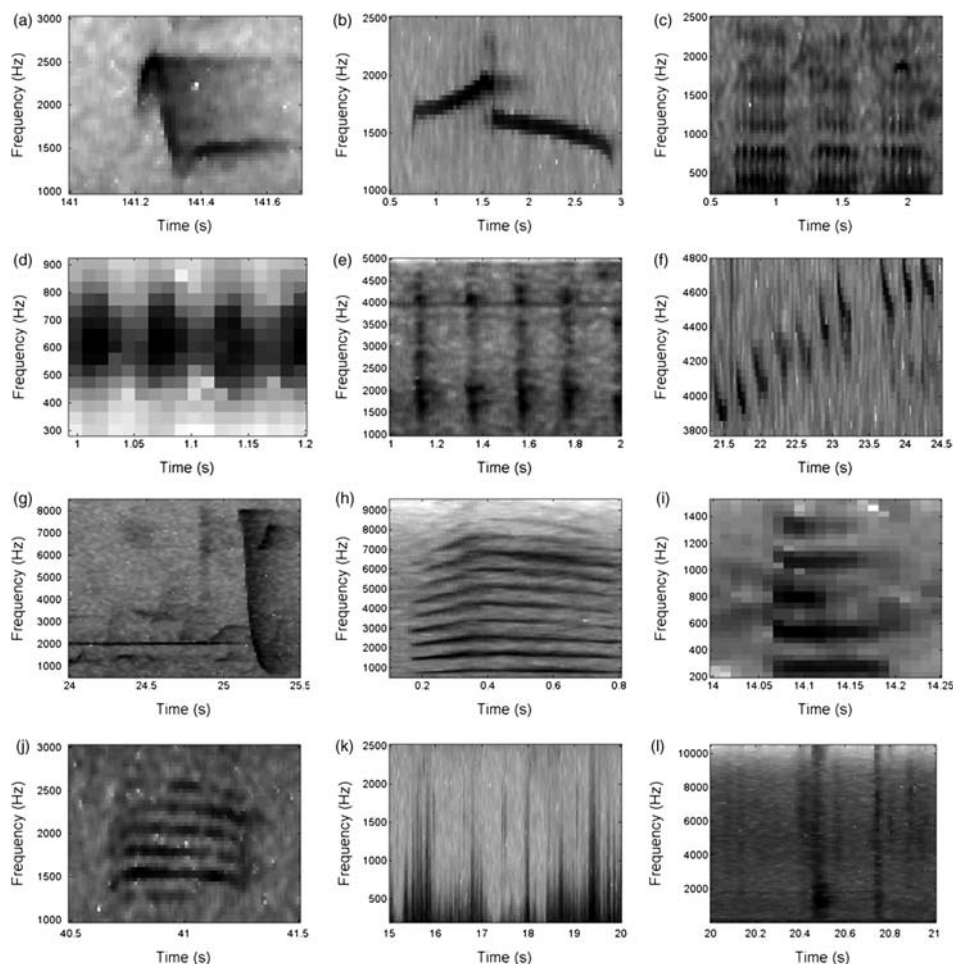 (a)
Frequency (Hz)
3000
2500
2000
1500
1000
141 141.2 141.4 141.6
Time (s)
(b)
Frequency (Hz)
2500
2000
1500
1000
0.5 1 1.5 2 2.5 3
Time (s)
(c)
Frequency (Hz)
2500
2000
1500
1000
500
0.5 1 1.5 2
Time (s)
(d)
Frequency (Hz)
900
800
700
600
500
400
300
1 1.05 1.1 1.15 1.2
Time (s)
(e)
Frequency (Hz)
5000
4500
4000
3500
3000
2500
2000
1500
1000
1 1.2 1.4 1.6 1.8 2
Time (s)
(f)
Frequency (Hz)
4800
4600
4400
4200
4000
3800
21.5 22 22.5 23 23.5 24 24.5
Time (s)
(g)
Frequency (Hz)
8000
7000
6000
5000
4000
3000
2000
1000
24 24.5 25 25.5
Time (s)
(h)
Frequency (Hz)
9000
8000
7000
6000
5000
4000
3000
2000
1000
0.2 0.4 0.6 0.8
Time (s)
(i)
Frequency (Hz)
1400
1200
1000
800
600
400
200
14 14.05 14.1 14.15 14.2 14.25
Time (s)
(j)
Frequency (Hz)
3000
2500
2000
1500
1000
40.5 41 41.5
Time (s)
(k)
Frequency (Hz)
2500
2000
1500
1000
500
15 16 17 18 19 20
Time (s)
(l)
Frequency (Hz)
10000
8000
6000
4000
2000
20 20.2 20.4 20.6 20.8 21
Time (s)